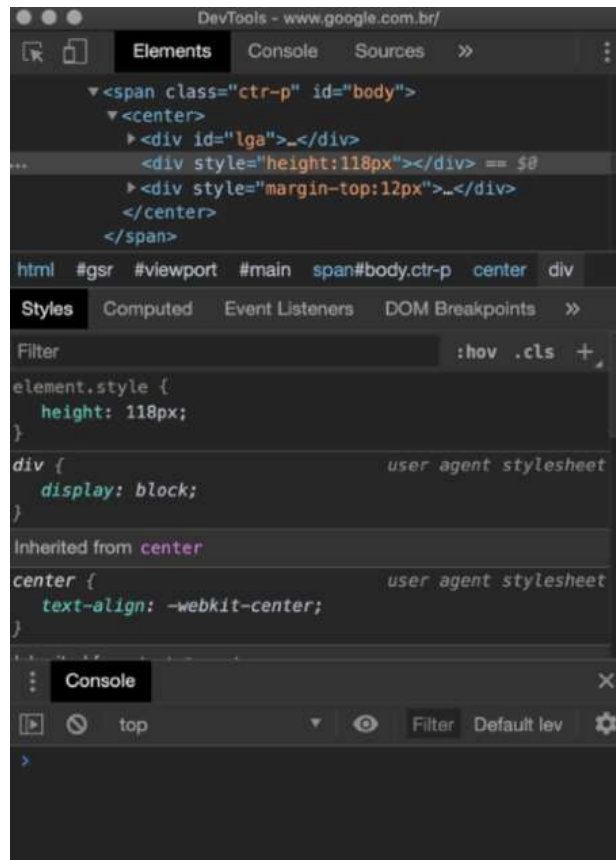 DevTools - www.google.com.br/
Elements Console Sources »
▼<span class="ctr-p" id="body">
▼<center>
▶<div id="lga">…</div>
... <div style="height:118px"></div> == $0
▶<div style="margin-top:12px">…</div>
</center>
</span>
html #gsr #viewport #main span#body.ctr-p center div
Styles Computed Event Listeners DOM Breakpoints »
Filter :hov .cls +
element.style {
height: 118px;
}
div { user agent stylesheet
display: block;
}
Inherited from center
center { user agent stylesheet
text-align: -webkit-center;
}
Console ×
top ▼ Filter Default lev
>